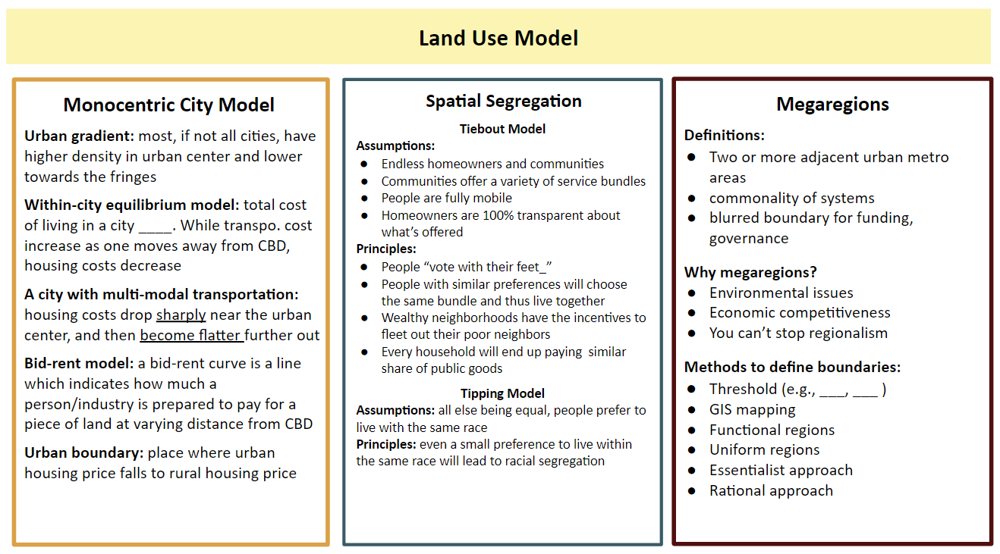 Land Use Model
Monocentric City Model
Urban gradient: most, if not all cities, have
higher density in urban center and lower
towards the fringes
Within-city equilibrium model: total cost
of living in a city ____. While transpo. cost
increase as one moves away from CBD,
housing costs decrease
A city with multi-modal transportation:
housing costs drop sharply near the urban
center, and then become flatter further out
Bid-rent model: a bid-rent curve is a line
which indicates how much a
person/industry is prepared to pay for a
piece of land at varying distance from CBD
Urban boundary: place where urban
housing price falls to rural housing price
Spatial Segregation
Tiebout Model
Assumptions:
● Endless homeowners and communities
● Communities offer a variety of service bundles
● People are fully mobile
● Homeowners are 100% transparent about
what’s offered
Principles:
● People “vote with their feet_”
● People with similar preferences will choose
the same bundle and thus live together
● Wealthy neighborhoods have the incentives to
fleet out their poor neighbors
● Every household will end up paying  similar
share of public goods
Tipping Model
Assumptions: all else being equal, people prefer to
live with the same race
Principles: even a small preference to live within
the same race will lead to racial segregation
Megaregions
Definitions:
● Two or more adjacent urban metro
areas
● commonality of systems
● blurred boundary for funding,
governance
Why megaregions?
● Environmental issues
● Economic competitiveness
● You can’t stop regionalism
Methods to define boundaries:
● Threshold (e.g., ___, ___ )
● GIS mapping
● Functional regions
● Uniform regions
● Essentialist approach
● Rational approach